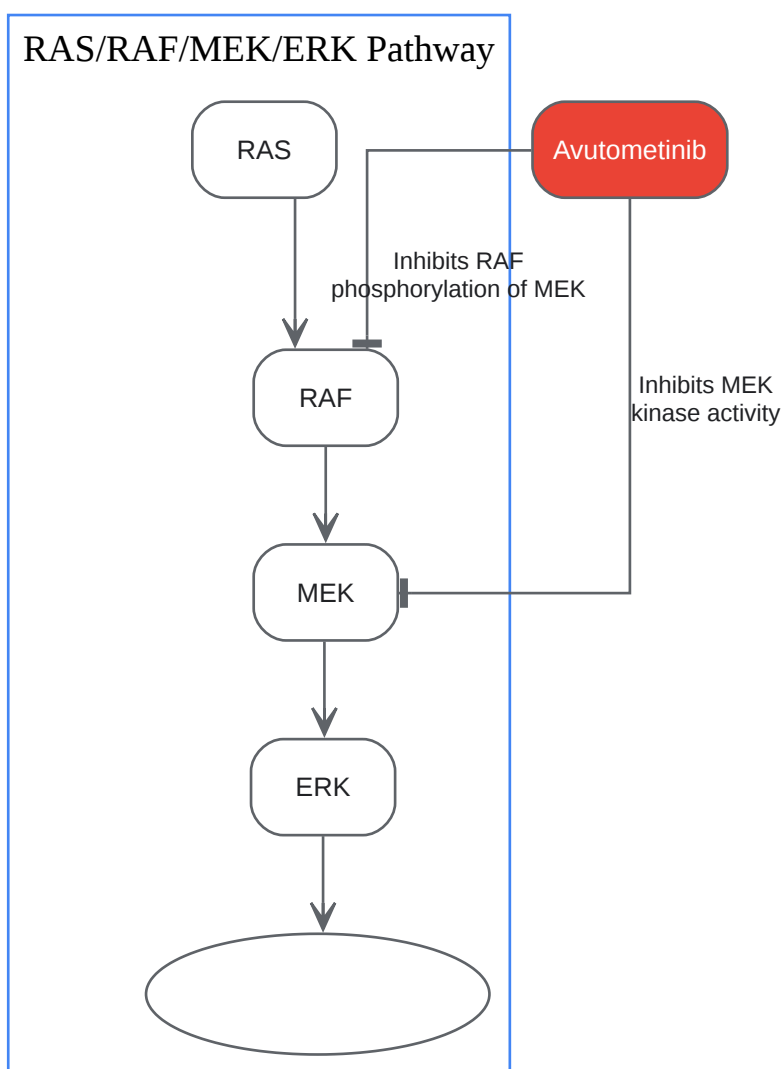 RAS/RAF/MEK/ERK Pathway
RAS
Avutometinib
Inhibits RAF
phosphorylation of MEK
RAF
Inhibits MEK
kinase activity
MEK
ERK